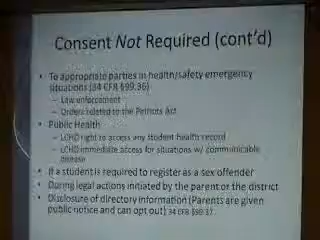 Consent Not Required (cont'd)
• To appropriate parties in health/safety emergency
situations (34 CFR §99.36)
– Law enforcement
– Orders related to the Patriots Act
• Public Health
– LCHO right to access any student health record
– LCHO immediate access for situations w/ communicable
disease
• If a student is required to register as a sex offender
• During legal actions initiated by the parent or the district
• Disclosure of directory information (Parents are given
public notice and can opt out) 34 CFR §99.37